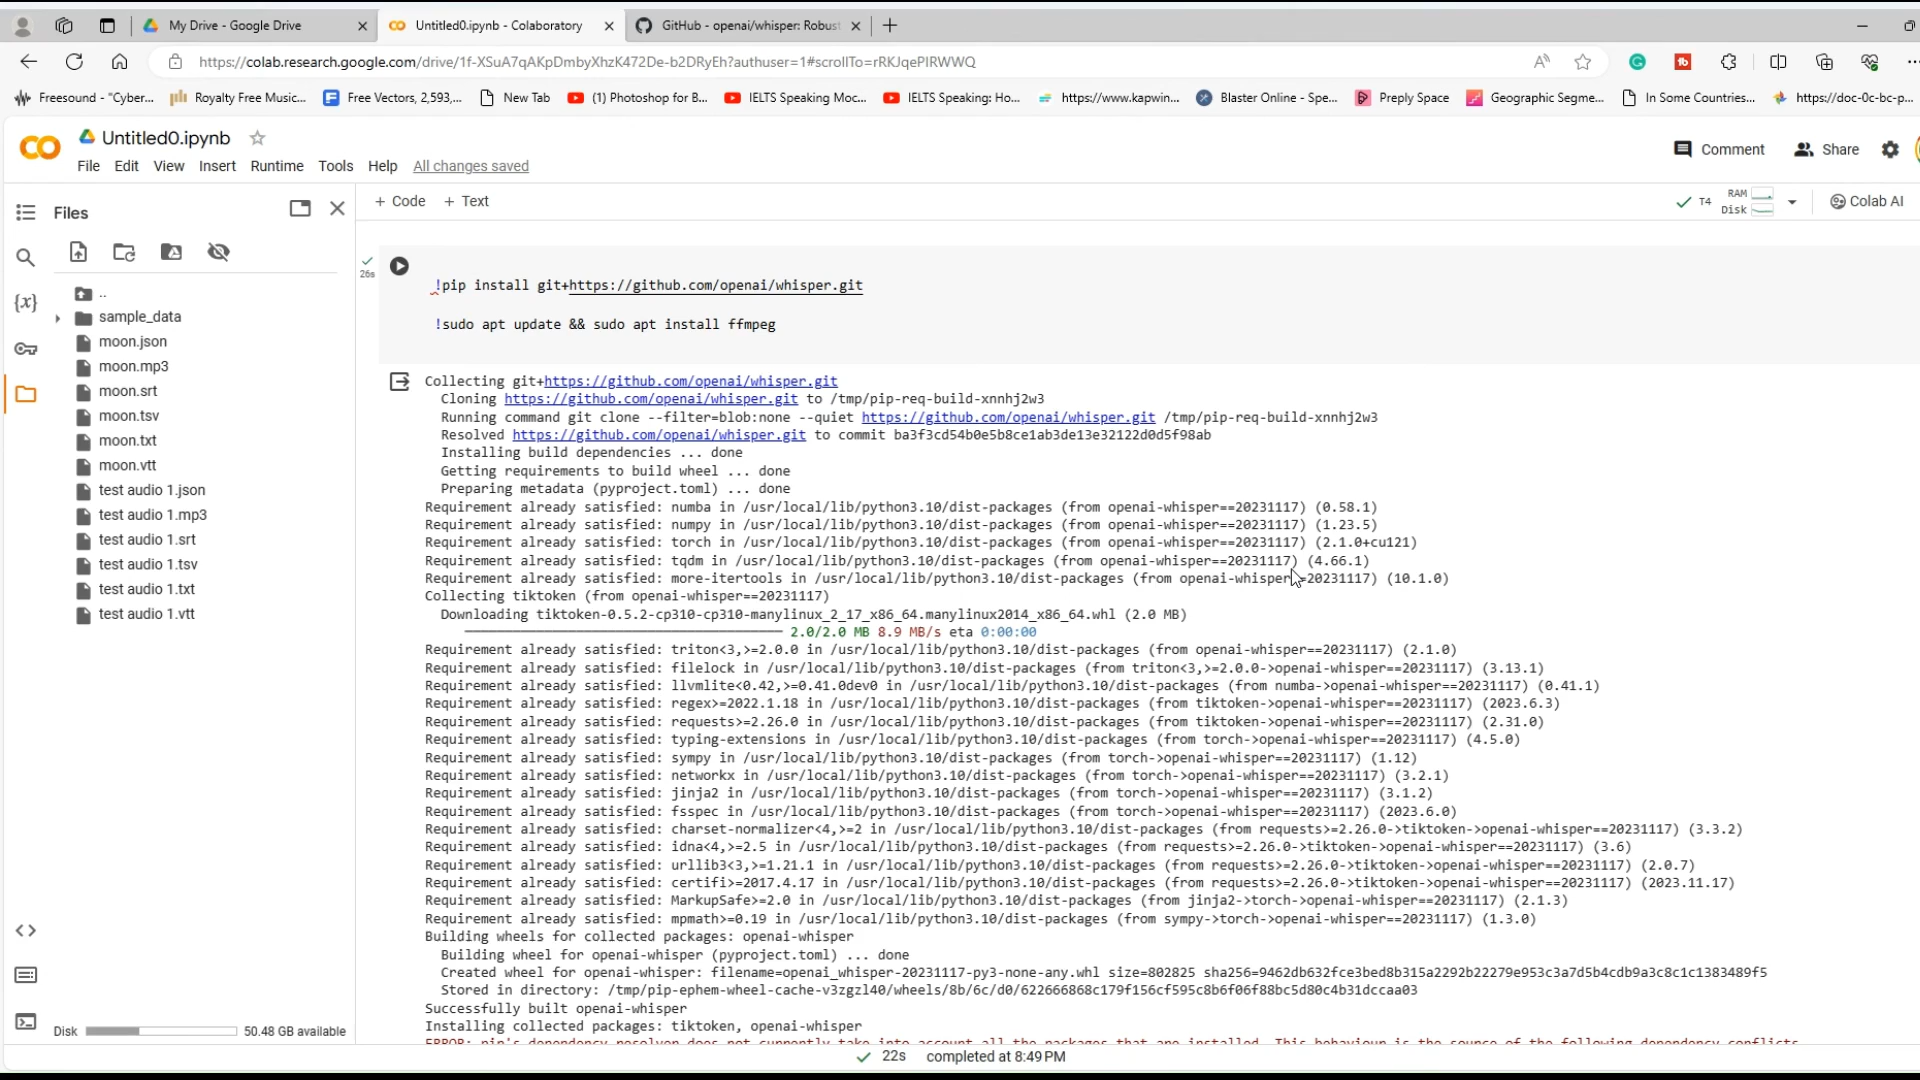 My Drive - Google Drive
Untitled0.ipynb - Colaboratory
GitHub - openai/whisper: Robust
https://colab.research.google.com/drive/1f-XSuA7qAKpDmbyXhzK472De-b2DRyEh?authuser=1#scrollTo=rRKJqePIRWWQ
Freesound - "Cyber...
Royalty Free Music...
Free Vectors, 2,593,...
New Tab
(1) Photoshop for B...
IELTS Speaking Moc...
IELTS Speaking: Ho...
https://www.kapwin...
Blaster Online - Spe...
Preply Space
Geographic Segme...
In Some Countries...
https://doc-0c-bc-p...
Untitled0.ipynb
Comment
Share
File Edit View Insert Runtime Tools Help All changes saved
Files
+ Code + Text
T4
RAM
Disk
Colab AI
..
sample_data
moon.json
moon.mp3
moon.srt
moon.tsv
moon.txt
moon.vtt
test audio 1.json
test audio 1.mp3
test audio 1.srt
test audio 1.tsv
test audio 1.txt
test audio 1.vtt
Disk
50.48 GB available
26s
!pip install git+https://github.com/openai/whisper.git
!sudo apt update && sudo apt install ffmpeg
Collecting git+https://github.com/openai/whisper.git
Cloning https://github.com/openai/whisper.git to /tmp/pip-req-build-xnnhj2w3
Running command git clone --filter=blob:none --quiet https://github.com/openai/whisper.git /tmp/pip-req-build-xnnhj2w3
Resolved https://github.com/openai/whisper.git to commit ba3f3cd54b0e5b8ce1ab3de13e32122d0d5f98ab
Installing build dependencies ... done
Getting requirements to build wheel ... done
Preparing metadata (pyproject.toml) ... done
Requirement already satisfied: numba in /usr/local/lib/python3.10/dist-packages (from openai-whisper==20231117) (0.58.1)
Requirement already satisfied: numpy in /usr/local/lib/python3.10/dist-packages (from openai-whisper==20231117) (1.23.5)
Requirement already satisfied: torch in /usr/local/lib/python3.10/dist-packages (from openai-whisper==20231117) (2.1.0+cu121)
Requirement already satisfied: tqdm in /usr/local/lib/python3.10/dist-packages (from openai-whisper==20231117) (4.66.1)
Requirement already satisfied: more-itertools in /usr/local/lib/python3.10/dist-packages (from openai-whisper==20231117) (10.1.0)
Collecting tiktoken (from openai-whisper==20231117)
Downloading tiktoken-0.5.2-cp310-cp310-manylinux_2_17_x86_64.manylinux2014_x86_64.whl (2.0 MB)
2.0/2.0 MB 8.9 MB/s eta 0:00:00
Requirement already satisfied: triton<3,>=2.0.0 in /usr/local/lib/python3.10/dist-packages (from openai-whisper==20231117) (2.1.0)
Requirement already satisfied: filelock in /usr/local/lib/python3.10/dist-packages (from triton<3,>=2.0.0->openai-whisper==20231117) (3.13.1)
Requirement already satisfied: llvmlite<0.42,>=0.41.0dev0 in /usr/local/lib/python3.10/dist-packages (from numba->openai-whisper==20231117) (0.41.1)
Requirement already satisfied: regex>=2022.1.18 in /usr/local/lib/python3.10/dist-packages (from tiktoken->openai-whisper==20231117) (2023.6.3)
Requirement already satisfied: requests>=2.26.0 in /usr/local/lib/python3.10/dist-packages (from tiktoken->openai-whisper==20231117) (2.31.0)
Requirement already satisfied: typing-extensions in /usr/local/lib/python3.10/dist-packages (from torch->openai-whisper==20231117) (4.5.0)
Requirement already satisfied: sympy in /usr/local/lib/python3.10/dist-packages (from torch->openai-whisper==20231117) (1.12)
Requirement already satisfied: networkx in /usr/local/lib/python3.10/dist-packages (from torch->openai-whisper==20231117) (3.2.1)
Requirement already satisfied: jinja2 in /usr/local/lib/python3.10/dist-packages (from torch->openai-whisper==20231117) (3.1.2)
Requirement already satisfied: fsspec in /usr/local/lib/python3.10/dist-packages (from torch->openai-whisper==20231117) (2023.6.0)
Requirement already satisfied: charset-normalizer<4,>=2 in /usr/local/lib/python3.10/dist-packages (from requests>=2.26.0->tiktoken->openai-whisper==20231117) (3.3.2)
Requirement already satisfied: idna<4,>=2.5 in /usr/local/lib/python3.10/dist-packages (from requests>=2.26.0->tiktoken->openai-whisper==20231117) (3.6)
Requirement already satisfied: urllib3<3,>=1.21.1 in /usr/local/lib/python3.10/dist-packages (from requests>=2.26.0->tiktoken->openai-whisper==20231117) (2.0.7)
Requirement already satisfied: certifi>=2017.4.17 in /usr/local/lib/python3.10/dist-packages (from requests>=2.26.0->tiktoken->openai-whisper==20231117) (2023.11.17)
Requirement already satisfied: MarkupSafe>=2.0 in /usr/local/lib/python3.10/dist-packages (from jinja2->torch->openai-whisper==20231117) (2.1.3)
Requirement already satisfied: mpmath>=0.19 in /usr/local/lib/python3.10/dist-packages (from sympy->torch->openai-whisper==20231117) (1.3.0)
Building wheels for collected packages: openai-whisper
Building wheel for openai-whisper (pyproject.toml) ... done
Created wheel for openai-whisper: filename=openai_whisper-20231117-py3-none-any.whl size=802825 sha256=9462db632fce3bed8b315a2292b22279e953c3a7d5b4cdb9a3c8c1c1383489f5
Stored in directory: /tmp/pip-ephem-wheel-cache-v3zgzl40/wheels/8b/6c/d0/622666868c179f156cf595c8b6f06f88bc5d80c4b31dccaa03
Successfully built openai-whisper
Installing collected packages: tiktoken, openai-whisper
ERROR: pip's dependency resolver does not currently take into account all the packages that are installed. This behaviour is the source of the following dependency conflicts.
22s completed at 8:49 PM